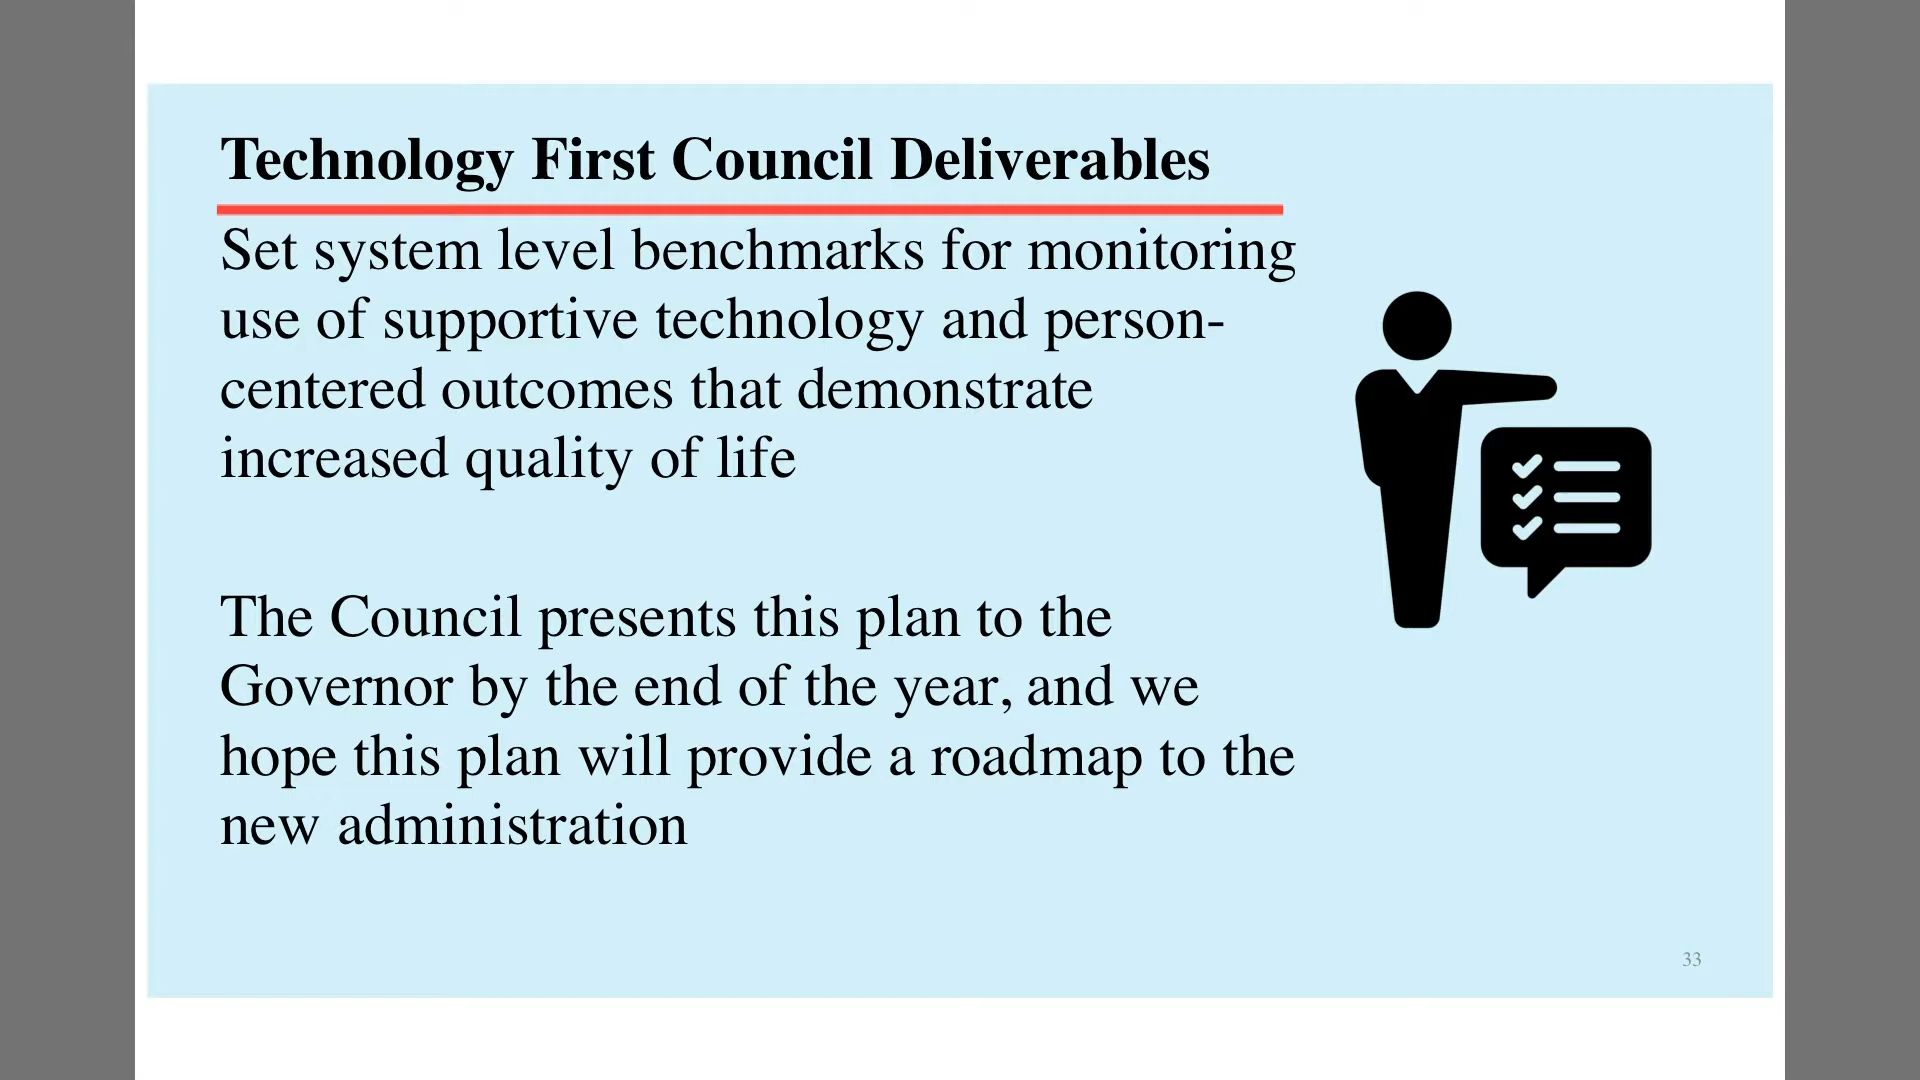 Technology First Council Deliverables
Set system level benchmarks for monitoring
use of supportive technology and person-
centered outcomes that demonstrate
increased quality of life
The Council presents this plan to the
Governor by the end of the year, and we
hope this plan will provide a roadmap to the
new administration
33